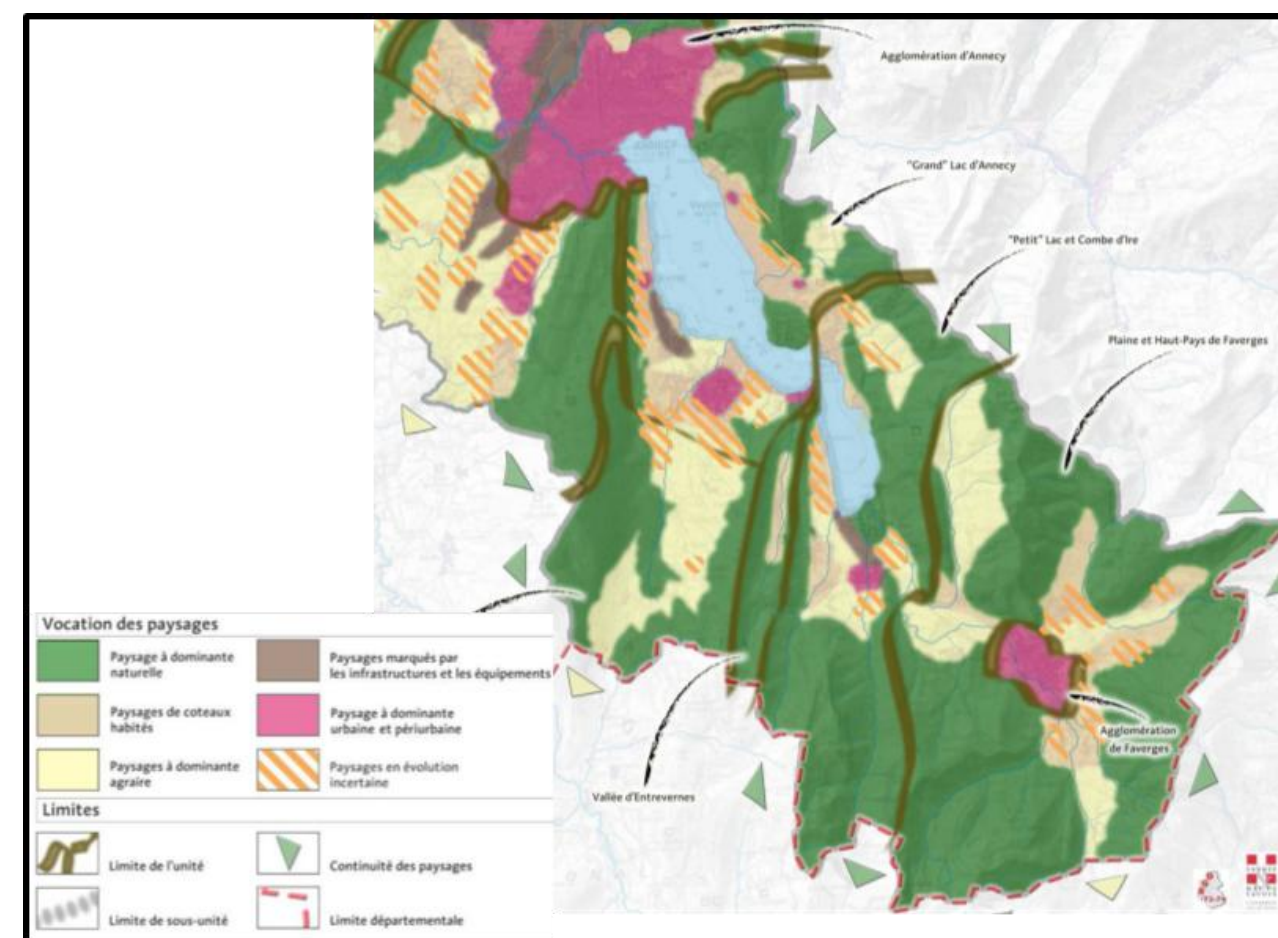 Agglomération d'Annecy
"Grand" Lac d'Annecy
"Petit" Lac et Combe d'Ire
Plaine et Haut-Pays de Faverges
ANNECY
Agglomération
de Faverges
Vallée d'Entrevernes
Vocation des paysages
Paysage à dominante
naturelle
Paysages marqués par
les infrastructures et les équipements
Paysages de coteaux
habités
Paysage à dominante
urbaine et périurbaine
Paysages à dominante
agraire
Paysages en évolution
incertaine
Limites
Limite de l'unité
Continuité des paysages
Limite de sous-unité
Limite départementale